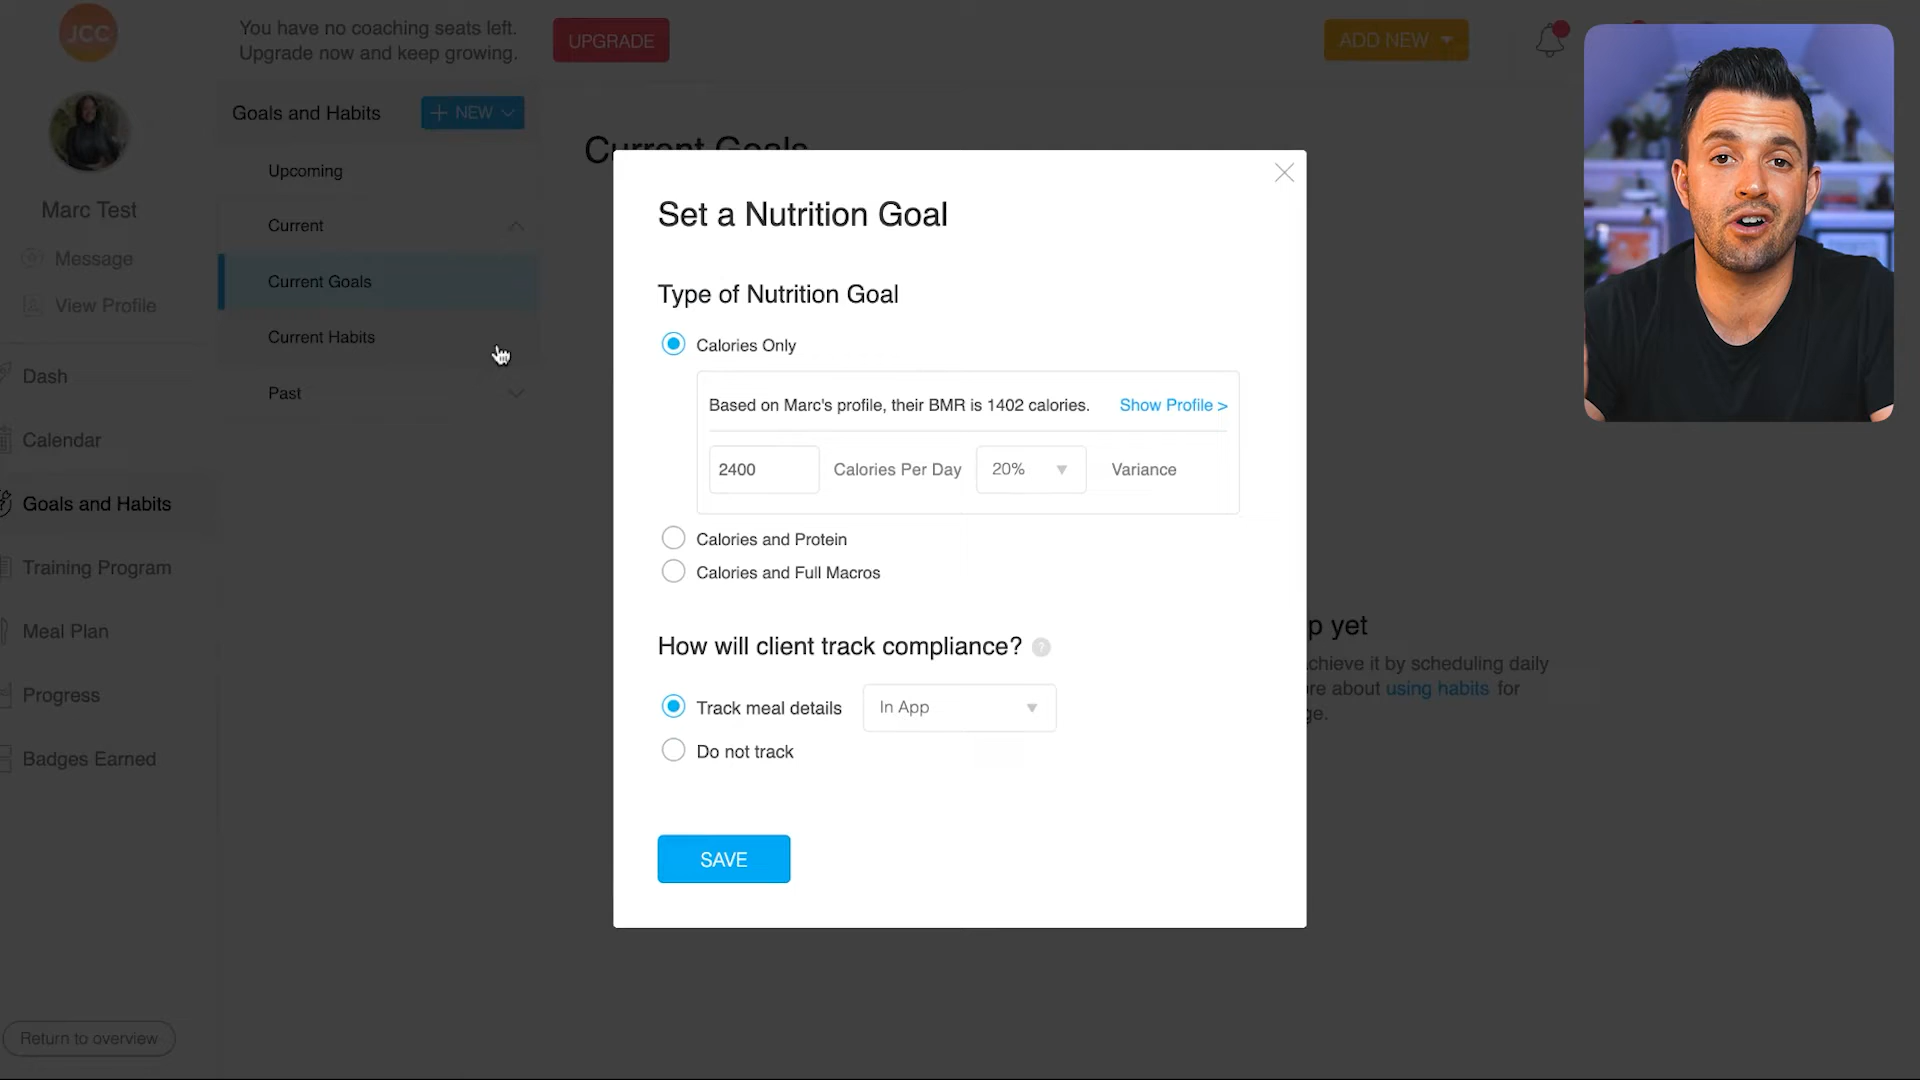 JCC
You have no coaching seats left.
Upgrade now and keep growing.
UPGRADE
ADD NEW
Marc Test
Message
View Profile
Dash
Calendar
Goals and Habits
Training Program
Meal Plan
Progress
Badges Earned
Return to overview
Goals and Habits
+ NEW
Upcoming
Current
Current Goals
Current Habits
Past
Current Goals
Set a Nutrition Goal
Type of Nutrition Goal
Calories Only
Based on Marc's profile, their BMR is 1402 calories. Show Profile >
2400 Calories Per Day 20% Variance
Calories and Protein
Calories and Full Macros
How will client track compliance? ?
Track meal details In App
Do not track
SAVE
p yet
chieve it by scheduling daily
re about using habits for
ge.